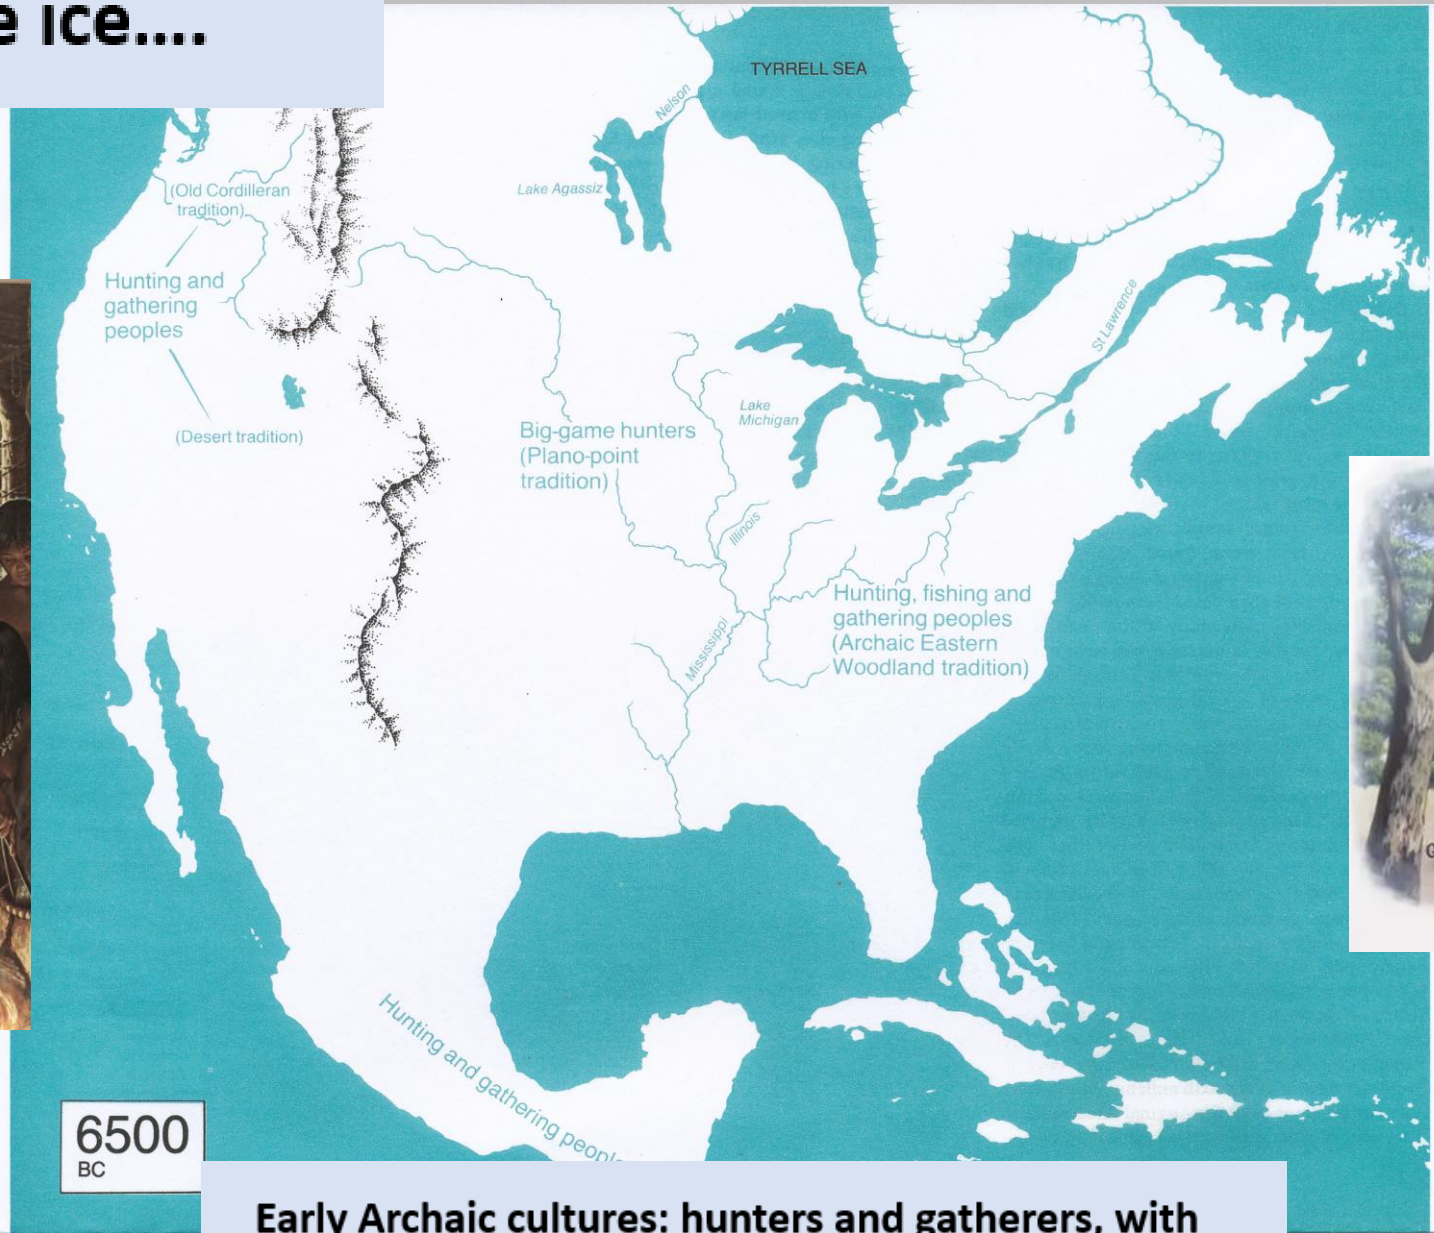 e Ice....
TYRRELL SEA
Nelson
Lake Agassiz
(Old Cordilleran
tradition)
Hunting and
gathering
peoples
(Desert tradition)
St Lawrence
Lake
Michigan
Big-game hunters
(Plano-point
tradition)
Illinois
Hunting, fishing and
gathering peoples
(Archaic Eastern
Woodland tradition)
Mississippi
Hunting and gathering peopl
6500
BC
Early Archaic cultures: hunters and gatherers, with